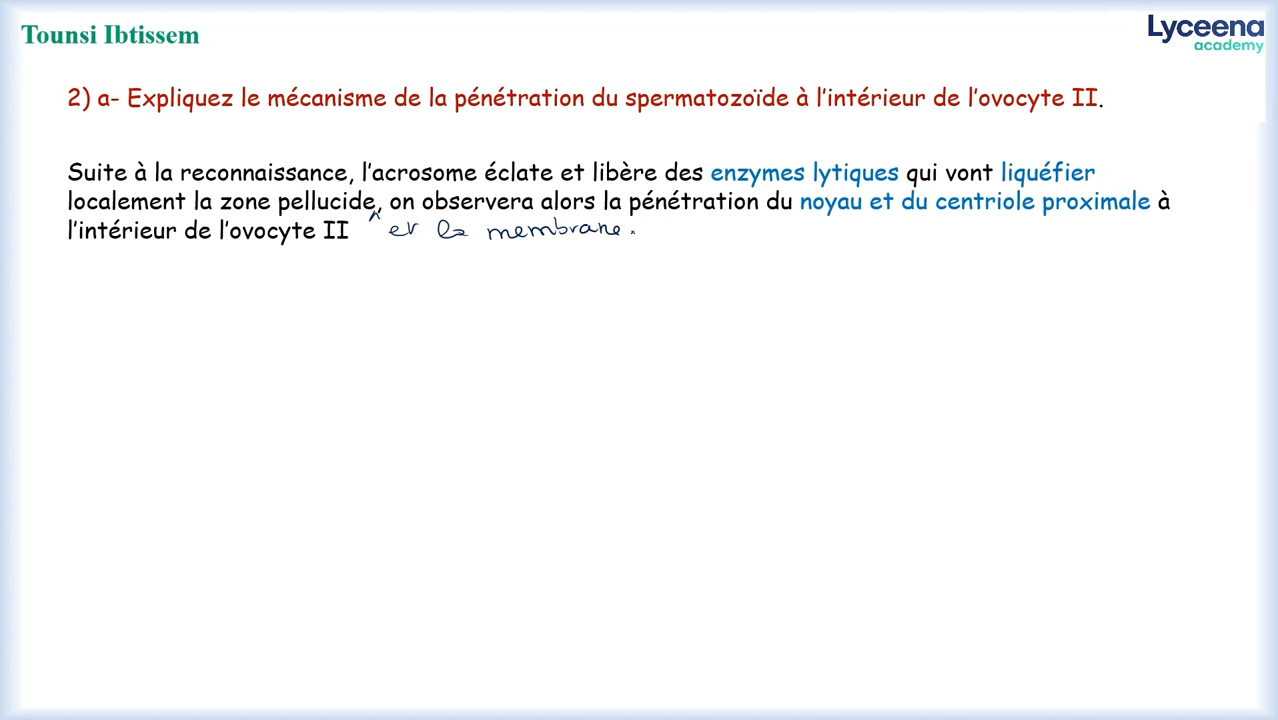 Tounsi Ibtissem
Lyceena
academy
2) a- Expliquez le mécanisme de la pénétration du spermatozoïde à l'intérieur de l'ovocyte II.
Suite à la reconnaissance, l'acrosome éclate et libère des enzymes lytiques qui vont liquéfier
localement la zone pellucide, on observera alors la pénétration du noyau et du centriole proximale à
l'intérieur de l'ovocyte II
et la membrane.